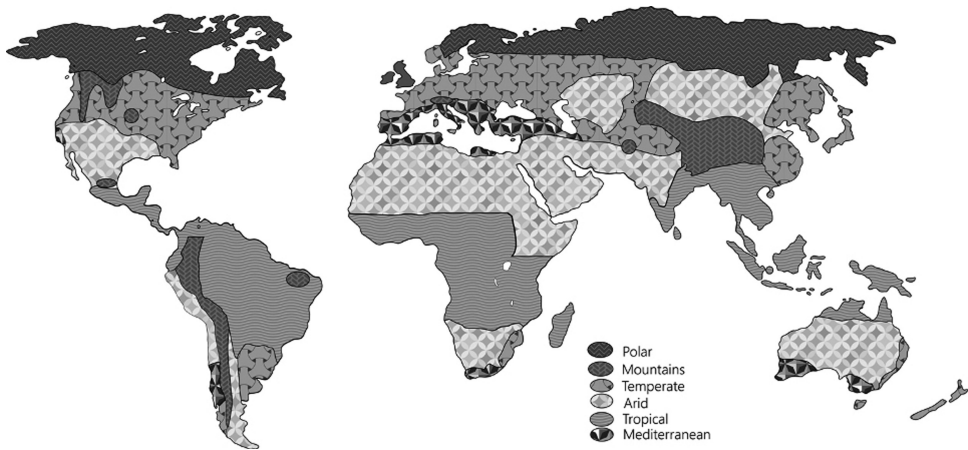 Polar
Mountains
Temperate
Arid
Tropical
Mediterranean